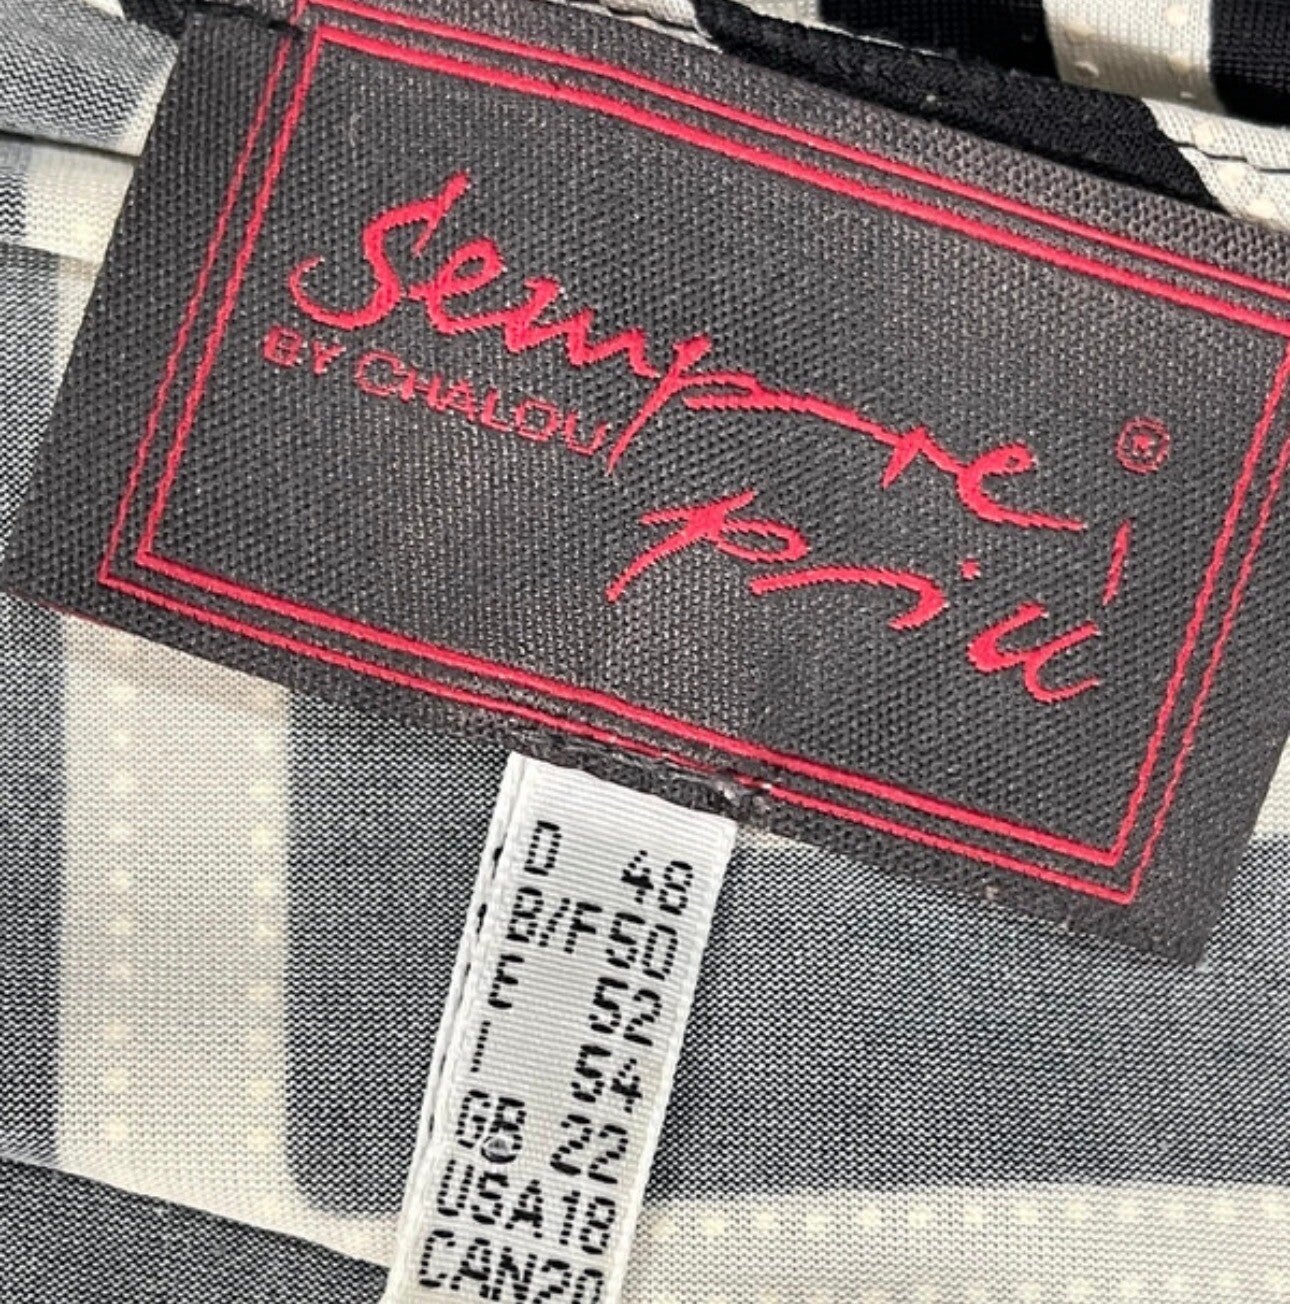 Sempre
BY CHALOU
più
®
D 48
B/F 50
E 52
I 54
GB 22
USA 18
CAN 20